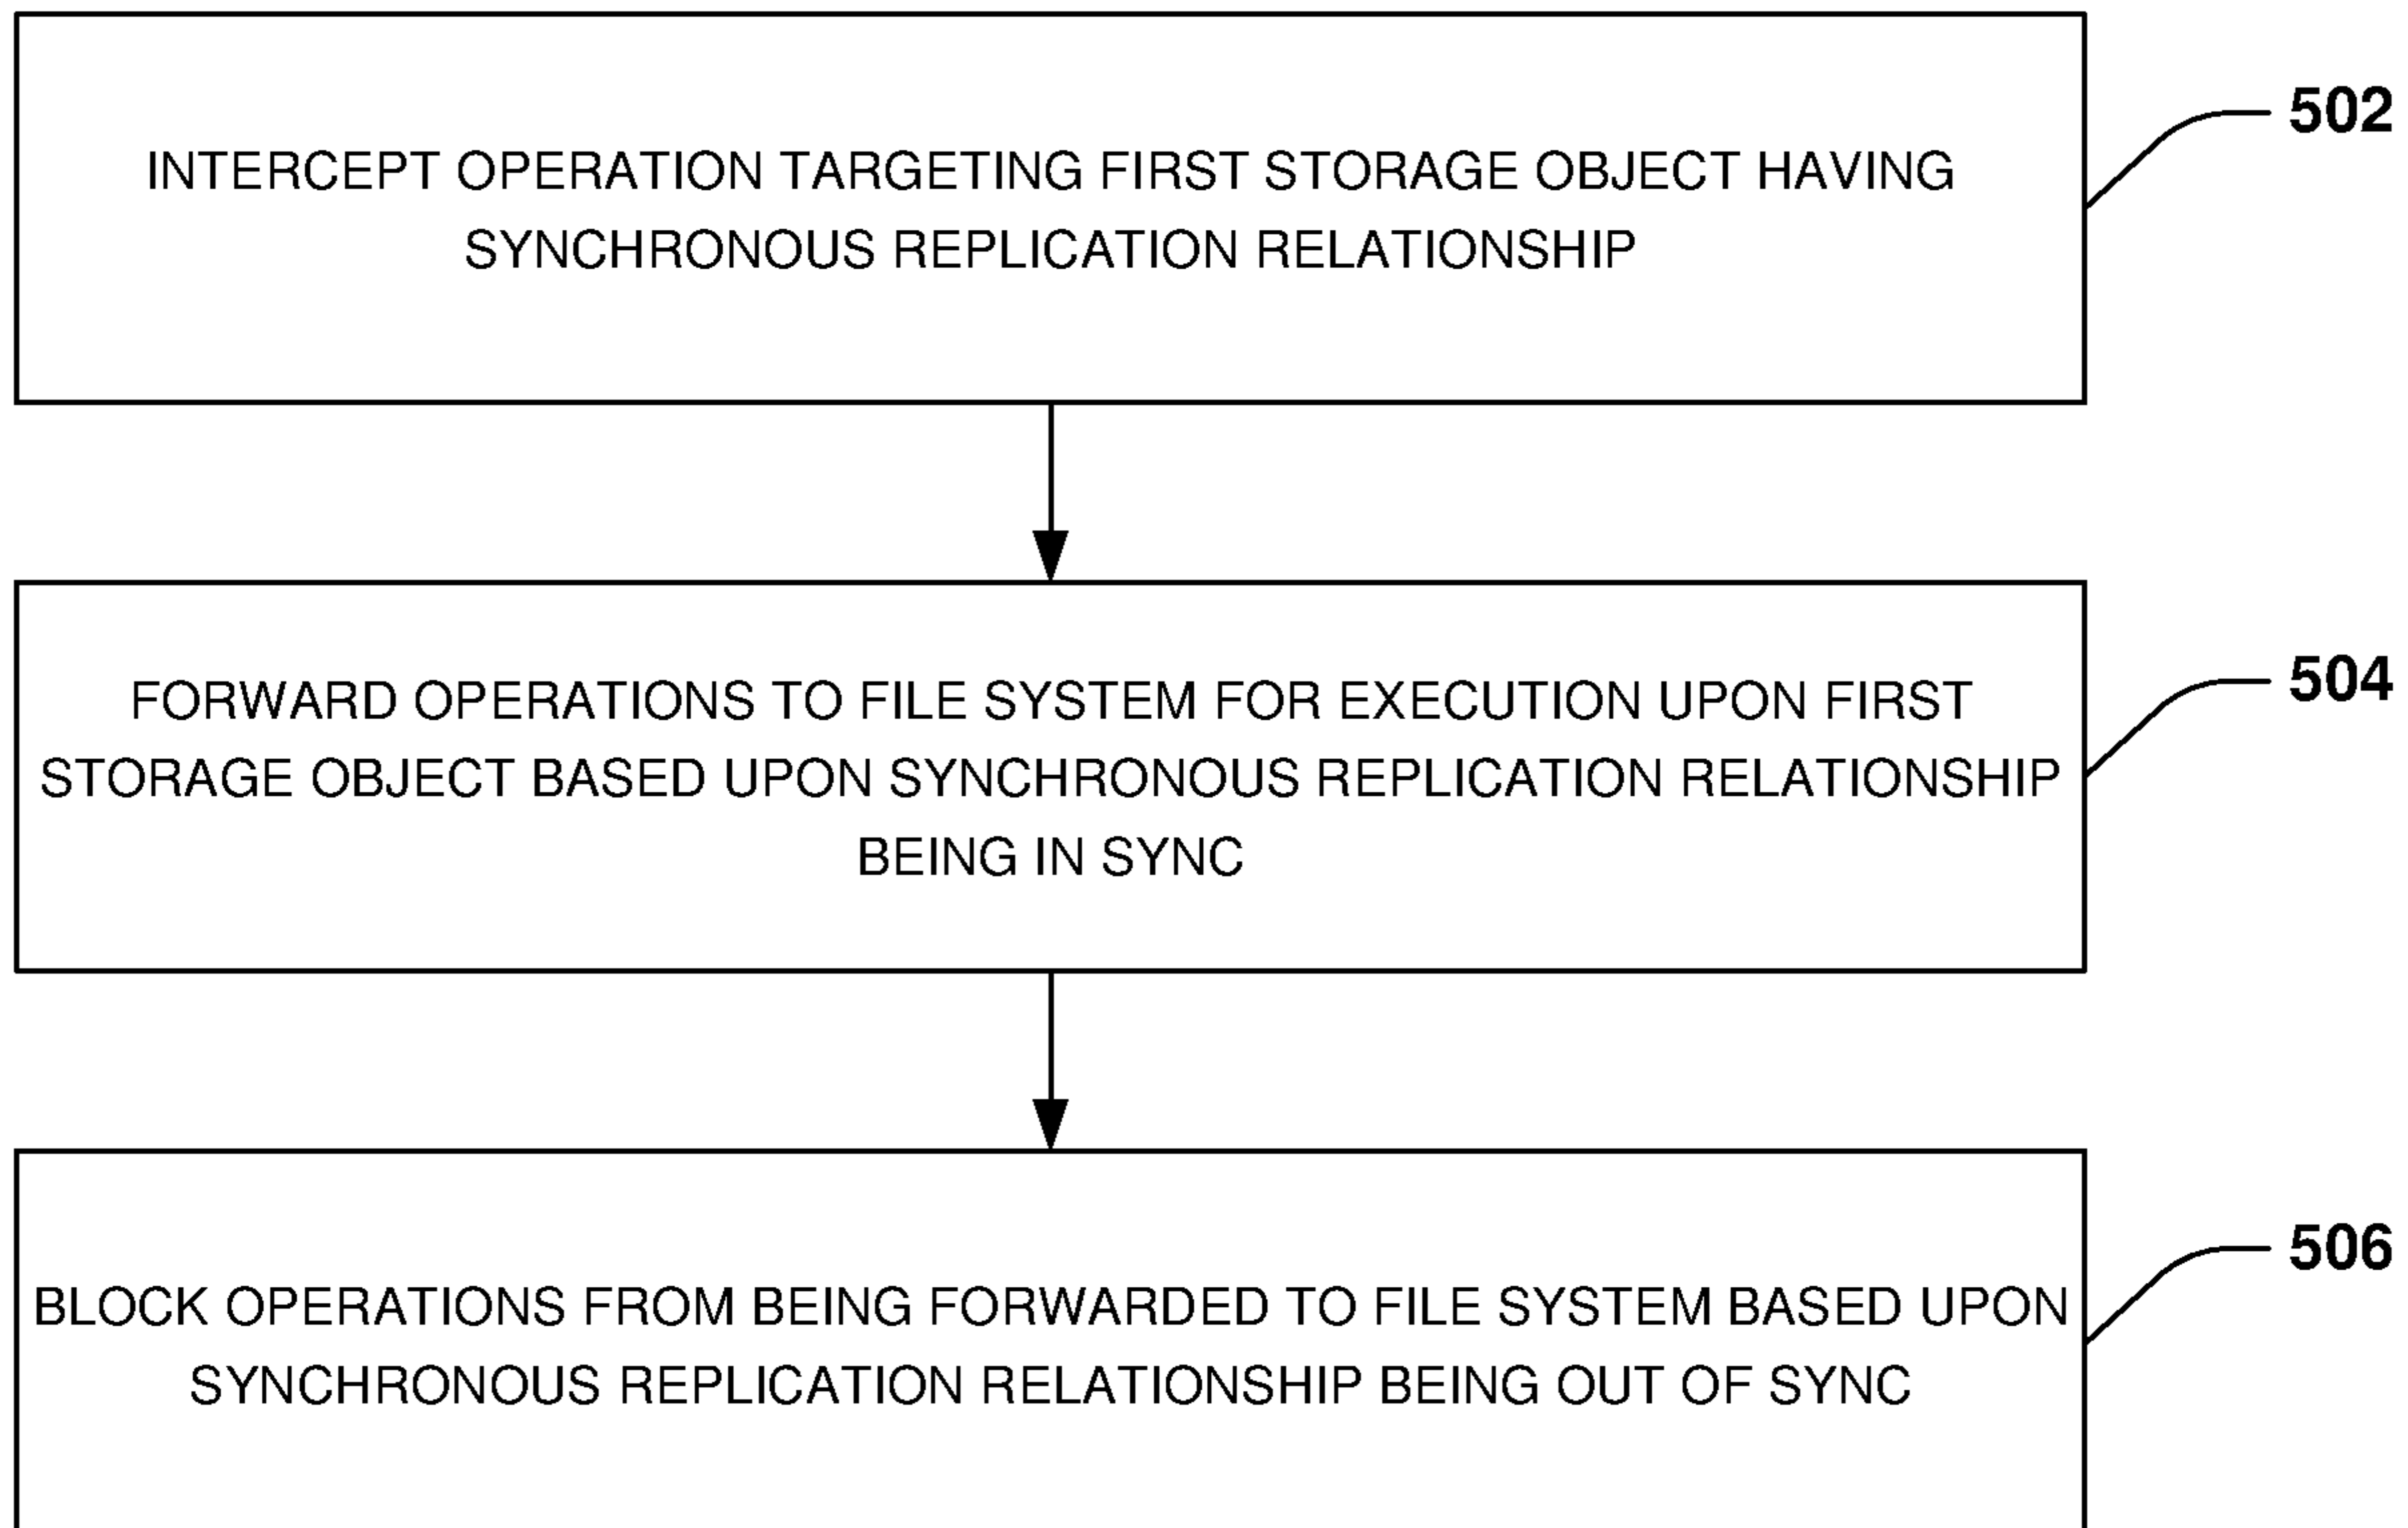 INTERCEPT OPERATION TARGETING FIRST STORAGE OBJECT HAVING
SYNCHRONOUS REPLICATION RELATIONSHIP
502
FORWARD OPERATIONS TO FILE SYSTEM FOR EXECUTION UPON FIRST
STORAGE OBJECT BASED UPON SYNCHRONOUS REPLICATION RELATIONSHIP
BEING IN SYNC
504
BLOCK OPERATIONS FROM BEING FORWARDED TO FILE SYSTEM BASED UPON
SYNCHRONOUS REPLICATION RELATIONSHIP BEING OUT OF SYNC
506